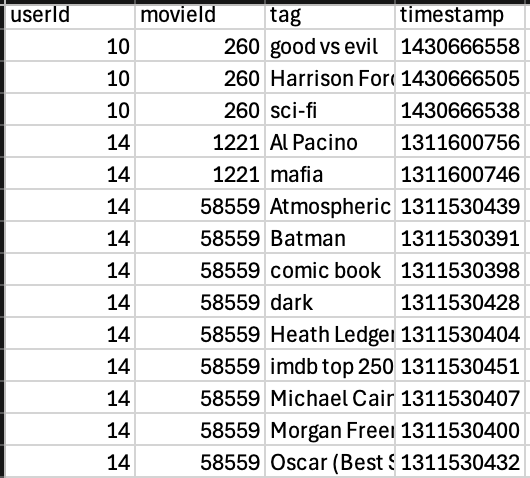 userId movieId tag timestamp
10 260 good vs evil 1430666558
10 260 Harrison Ford 1430666505
10 260 sci-fi 1430666538
14 1221 Al Pacino 1311600756
14 1221 mafia 1311600746
14 58559 Atmospheric 1311530439
14 58559 Batman 1311530391
14 58559 comic book 1311530398
14 58559 dark 1311530428
14 58559 Heath Ledger 1311530404
14 58559 imdb top 250 1311530451
14 58559 Michael Cair 1311530407
14 58559 Morgan Freer 1311530400
14 58559 Oscar (Best S 1311530432